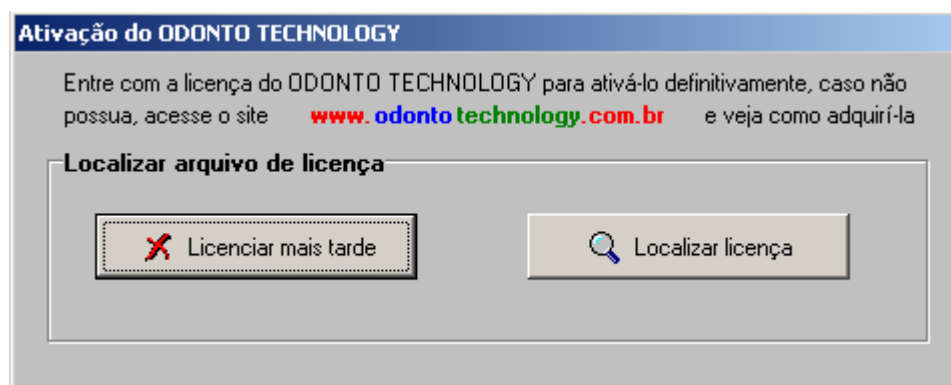 Ativação do ODONTO TECHNOLOGY
Entre com a licença do ODONTO TECHNOLOGY para ativá-lo definitivamente, caso não
possua, acesse o site www.odontotechnology.com.br e veja como adquirí-la
Localizar arquivo de licença
Licenciar mais tarde Localizar licença